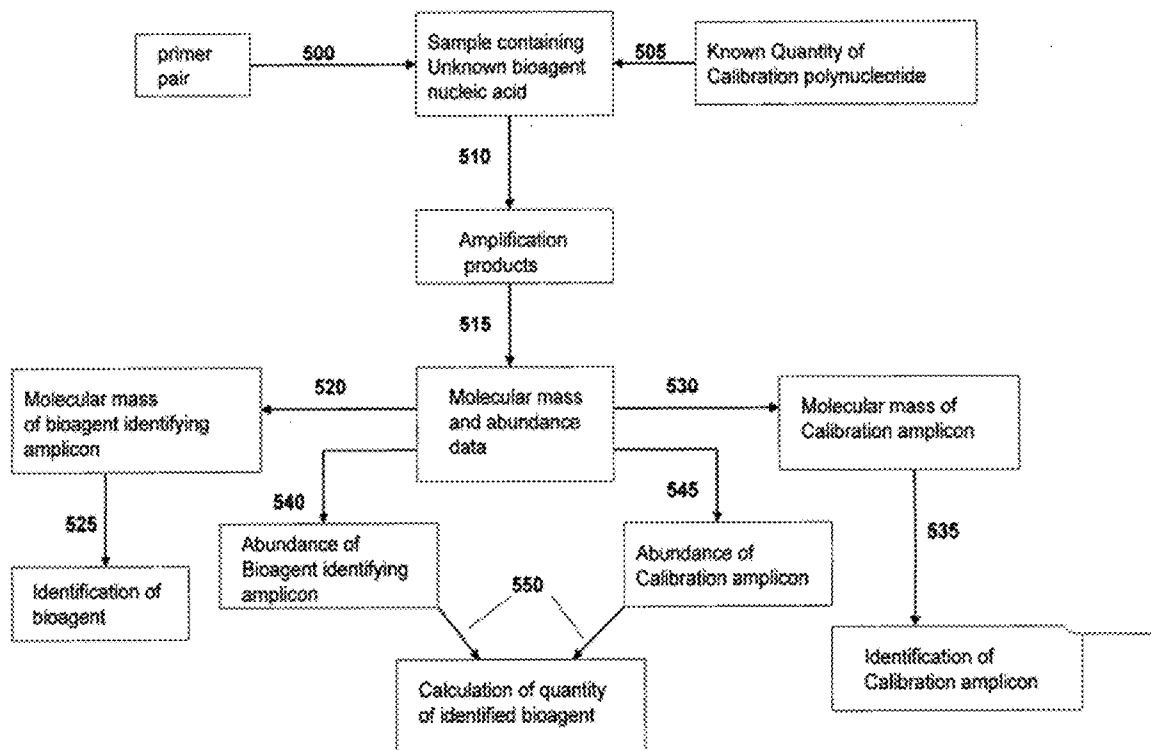 primer
pair
500
Sample containing
Unknown bioagent
nucleic acid
505
Known Quantity of
Calibration polynucleotide
510
Amplification
products
515
Molecular mass
of bioagent identifying
amplicon
520
Molecular mass
and abundance
data
530
Molecular mass of
Calibration amplicon
525
540
545
535
Identification of
bioagent
Abundance of
Bioagent identifying
amplicon
550
Abundance of
Calibration amplicon
Calculation of quantity
of identified bioagent
Identification of
Calibration amplicon